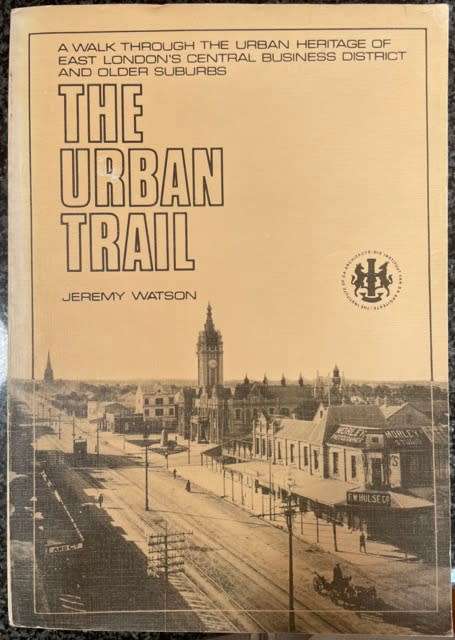 A WALK THROUGH THE URBAN HERITAGE OF
EAST LONDON'S CENTRAL BUSINESS DISTRICT
AND OLDER SUBURBS
THE
URBAN
TRAIL
JEREMY WATSON
MORLEY
F.W HULSE CO